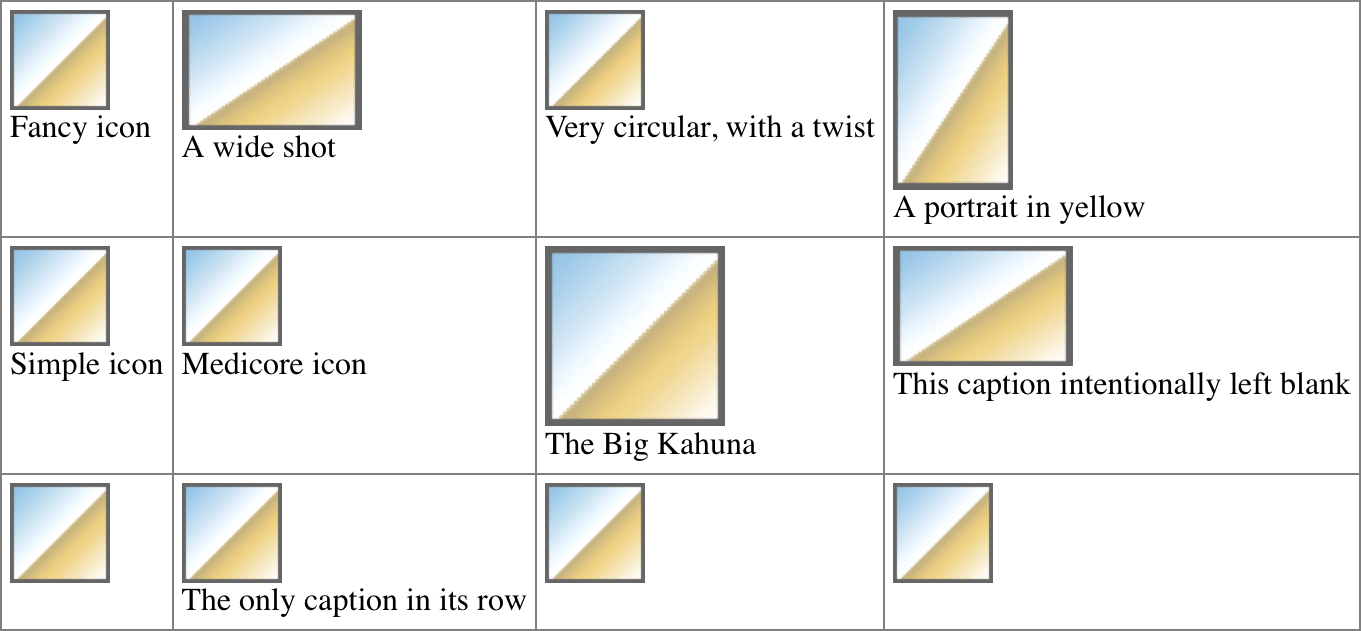 Fancy icon
A wide shot
Very circular, with a twist
A portrait in yellow
Simple icon
Medicore icon
The Big Kahuna
This caption intentionally left blank
The only caption in its row